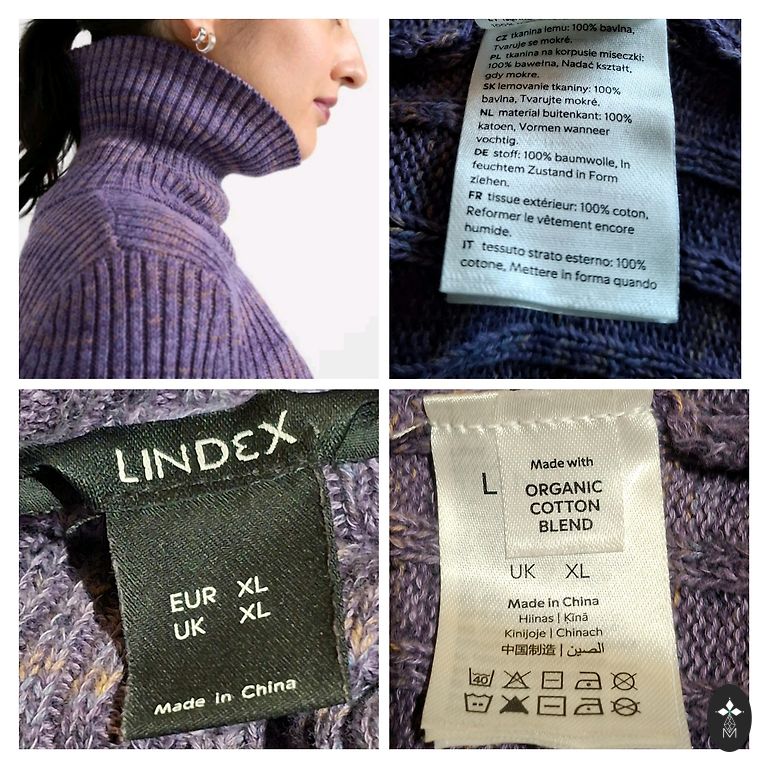 CZ tkanina lemu: 100% bavlna,
Tvaruje se mokré.
PL tkanina na korpusie miseczki:
100% bawełna, Nadać kształt,
gdy mokre.
SK lemovanie tkaniny: 100%
bavlna, Tvarujte mokré.
NL material buitenkant: 100%
katoen, Vormen wanneer
vochtig.
DE stoff: 100% baumwolle, In
feuchtem Zustand in Form
ziehen.
FR tissue extérieur: 100% coton,
Reformer le vêtement encore
humide.
IT tessuto strato esterno: 100%
cotone, Mettere in forma quando
LINDEX
EUR XL
UK XL
Made in China
L
Made with
ORGANIC
COTTON
BLEND
UK XL
Made in China
Hiinas | Ķīnā
Kinijoje | Chinach
中国制造 | الصين
40
M